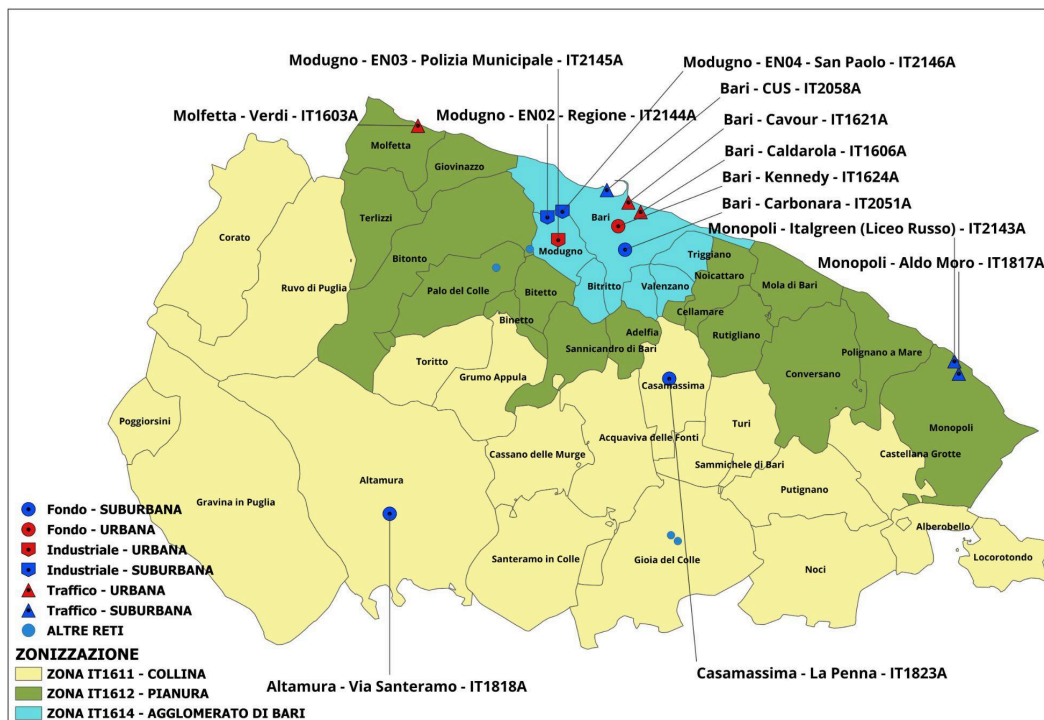 Modugno - EN03 - Polizia Municipale - IT2145A
Modugno - EN04 - San Paolo - IT2146A
Bari - CUS - IT2058A
Molfetta - Verdi - IT1603A
Modugno - EN02 - Regione - IT2144A
Bari - Cavour - IT1621A
Bari - Caldarola - IT1606A
Bari - Kennedy - IT1624A
Bari - Carbonara - IT2051A
Monopoli - Italgreen (Liceo Russo) - IT2143A
Monopoli - Aldo Moro - IT1817A
Molfetta
Giovinazzo
Terlizzi
Bari
Corato
Bitonto
Modugno
Triggiano
Noicattaro
Ruvo di Puglia
Palo del Colle
Bitetto
Bitritto
Valenzano
Mola di Bari
Binetto
Cellamare
Adelfia
Rutigliano
Sannicandro di Bari
Toritto
Grumo Appula
Polignano a Mare
Conversano
Casamassima
Poggiorsini
Turi
Monopoli
Acquaviva delle Fonti
Cassano delle Murge
Castellana Grotte
Sammichele di Bari
Altamura
Putignano
Gravina in Puglia
Alberobello
Santeramo in Colle
Gioia del Colle
Noci
Locorotondo
Fondo - SUBURBANA
Fondo - URBANA
Industriale - URBANA
Industriale - SUBURBANA
Traffico - URBANA
Traffico - SUBURBANA
ALTRE RETI
ZONIZZAZIONE
ZONA IT1611 - COLLINA
ZONA IT1612 - PIANURA
ZONA IT1614 - AGGLOMERATO DI BARI
Altamura - Via Santeramo - IT1818A
Casamassima - La Penna - IT1823A